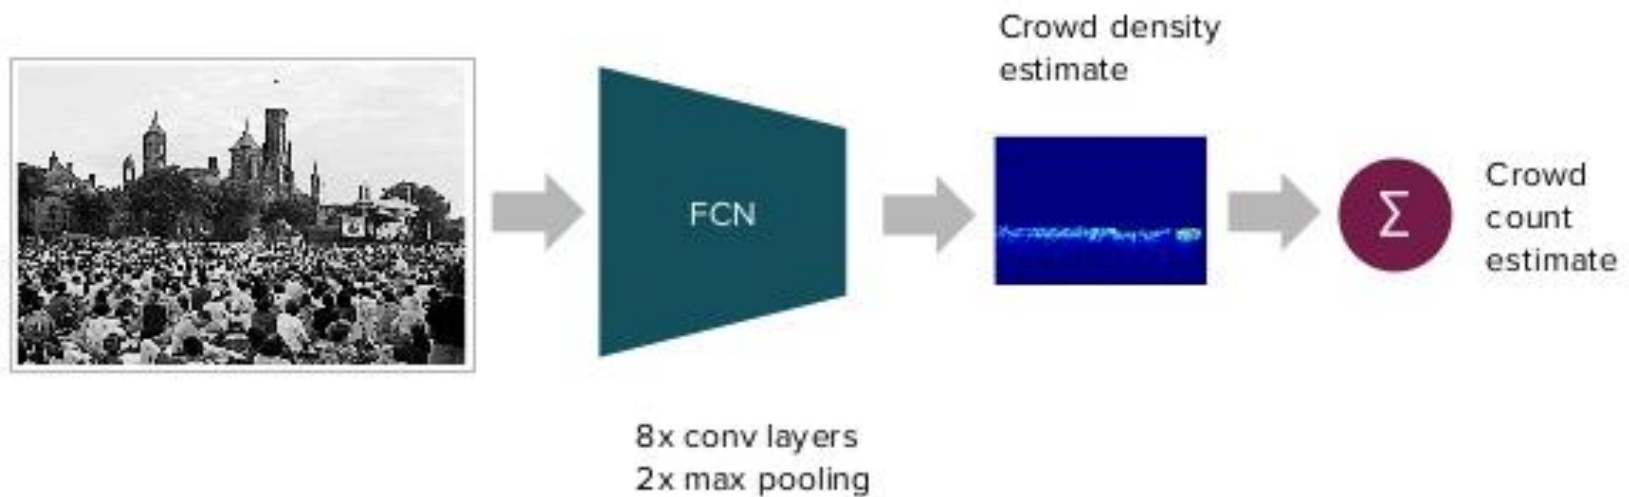 Crowd density
estimate
FCN
Σ
Crowd
count
estimate
8x conv layers
2x max pooling